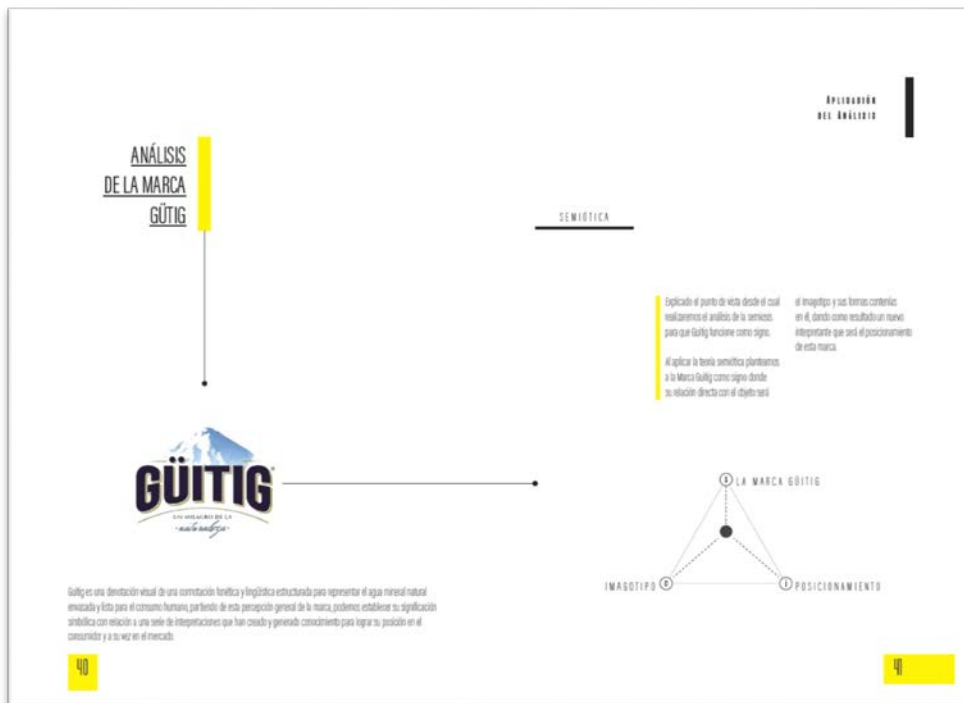 APLICACIÓN
DEL ANÁLISIS
ANÁLISIS
DE LA MARCA
GÜTIG
SEMIÓTICA
Explicado el punto de vista desde el cual
realizaremos el análisis de la semiosis
para que Guitig funcione como signo.
Al aplicar la teoría semiótica planteamos
a la Marca Guitig como signo donde
su relación directa con el objeto será
el imagotipo y sus formas contenías
en él, dando como resultado un nuevo
interpretante que será el posicionamiento
de esta marca.
GÜITIG
UN MILAGRO DE LA
naturaleza
S LA MARCA GÜITIG
IMAGOTIPO O
I POSICIONAMIENTO
Guitig es una denotación visual de una connotación fonética y lingüística estructurada para representar el agua mineral natural
envasada y lista para el consumo humano, partiendo de esta percepción general de la marca, podemos establecer su significación
simbólica con relación a una serie de interpretaciones que han creado y generado conocimiento para lograr su posición en el
consumidor y a su vez en el mercado.
40
41